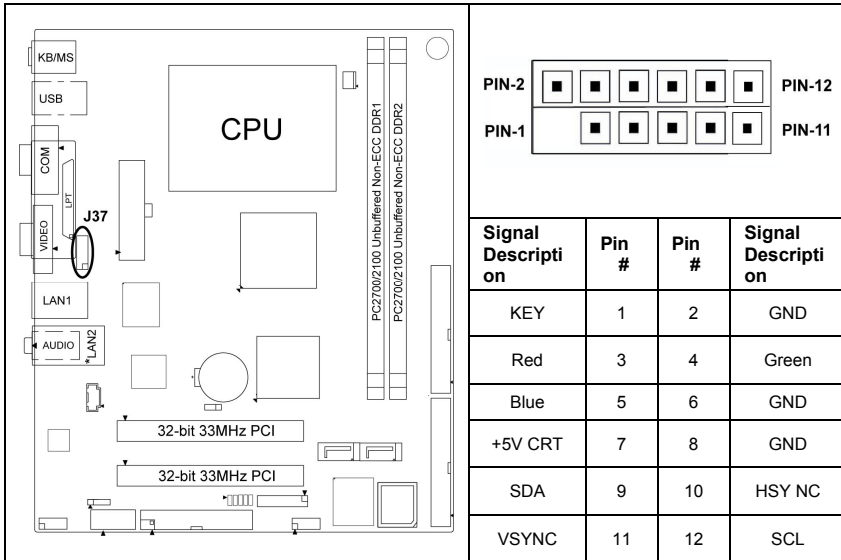 KB/MS
USB
CPU
COM
LPT
J37
VIDEO
LAN1
AUDIO
*LAN2
PC2700/2100 Unbuffered Non-ECC DDR1
PC2700/2100 Unbuffered Non-ECC DDR2
32-bit 33MHz PCI
32-bit 33MHz PCI
PIN-2 PIN-12
PIN-1 PIN-11
Signal Pin Pin Signal
Descripti # # Descripti
on on
KEY 1 2 GND
Red 3 4 Green
Blue 5 6 GND
+5V CRT 7 8 GND
SDA 9 10 HSY NC
VSYNC 11 12 SCL